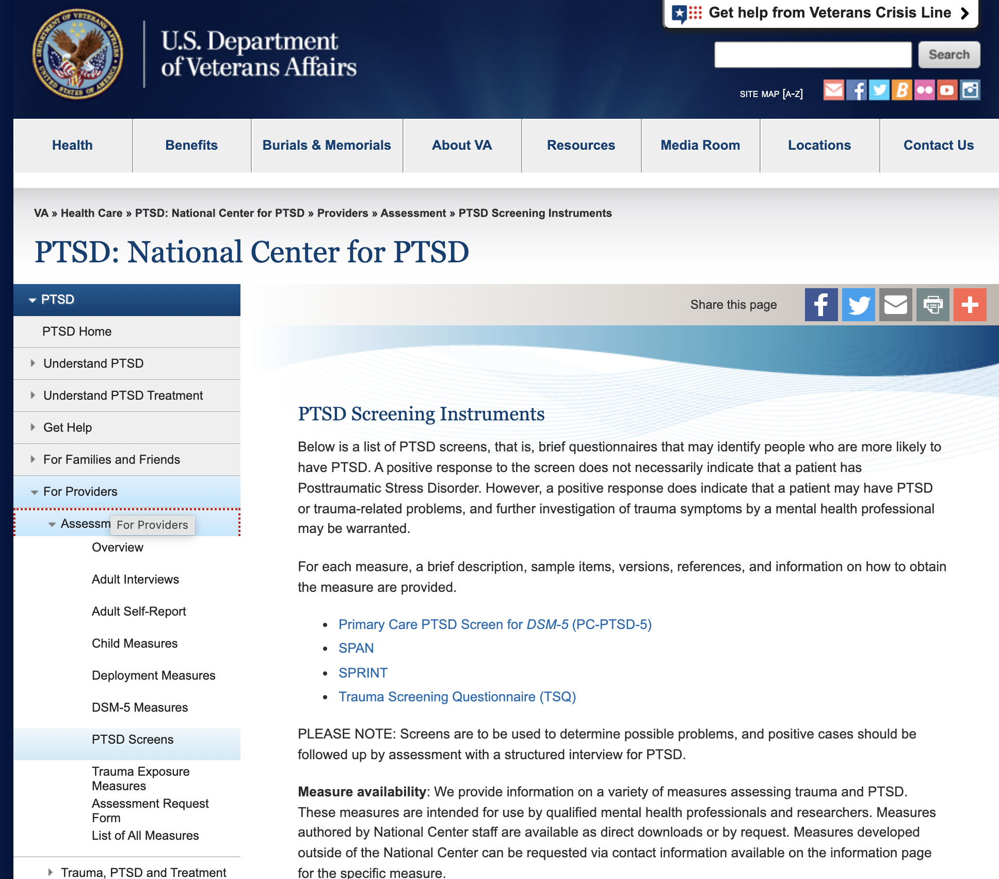 DEPARTMENT OF VETERANS AFFAIRS
UNITED STATES OF AMERICA
U.S. Department
of Veterans Affairs
Get help from Veterans Crisis Line
Search
SITE MAP [A-Z]
Health
Benefits
Burials & Memorials
About VA
Resources
Media Room
Locations
Contact Us
VA » Health Care » PTSD: National Center for PTSD » Providers » Assessment » PTSD Screening Instruments
PTSD: National Center for PTSD
PTSD
PTSD Home
Understand PTSD
Understand PTSD Treatment
Get Help
For Families and Friends
For Providers
Assessm
For Providers
Overview
Adult Interviews
Adult Self-Report
Child Measures
Deployment Measures
DSM-5 Measures
PTSD Screens
Trauma Exposure
Measures
Assessment Request
Form
List of All Measures
Trauma, PTSD and Treatment
Share this page
PTSD Screening Instruments
Below is a list of PTSD screens, that is, brief questionnaires that may identify people who are more likely to
have PTSD. A positive response to the screen does not necessarily indicate that a patient has
Posttraumatic Stress Disorder. However, a positive response does indicate that a patient may have PTSD
or trauma-related problems, and further investigation of trauma symptoms by a mental health professional
may be warranted.
For each measure, a brief description, sample items, versions, references, and information on how to obtain
the measure are provided.
• Primary Care PTSD Screen for DSM-5 (PC-PTSD-5)
• SPAN
• SPRINT
• Trauma Screening Questionnaire (TSQ)
PLEASE NOTE: Screens are to be used to determine possible problems, and positive cases should be
followed up by assessment with a structured interview for PTSD.
Measure availability: We provide information on a variety of measures assessing trauma and PTSD.
These measures are intended for use by qualified mental health professionals and researchers. Measures
authored by National Center staff are available as direct downloads or by request. Measures developed
outside of the National Center can be requested via contact information available on the information page
for the specific measure.